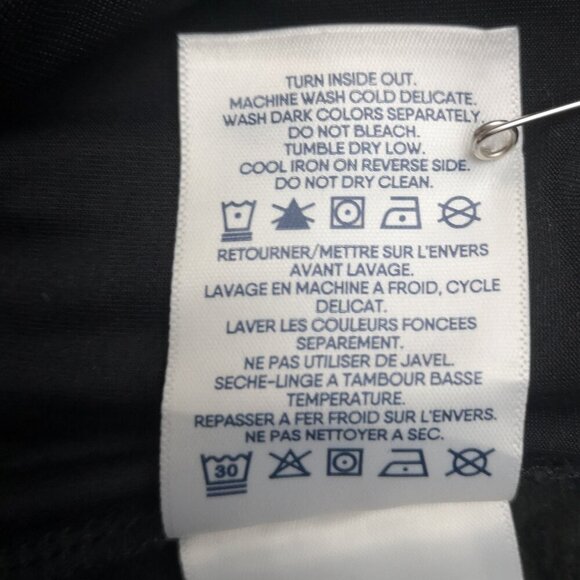 TURN INSIDE OUT.
MACHINE WASH COLD DELICATE.
WASH DARK COLORS SEPARATELY.
DO NOT BLEACH.
TUMBLE DRY LOW.
COOL IRON ON REVERSE SIDE.
DO NOT DRY CLEAN.
RETOURNER/METTRE SUR L'ENVERS
AVANT LAVAGE.
LAVAGE EN MACHINE A FROID, CYCLE
DELICAT.
LAVER LES COULEURS FONCEES
SEPAREMENT.
NE PAS UTILISER DE JAVEL.
SECHE-LINGE A TAMBOUR BASSE
TEMPERATURE.
REPASSER A FER FROID SUR L'ENVERS.
NE PAS NETTOYER A SEC.
30